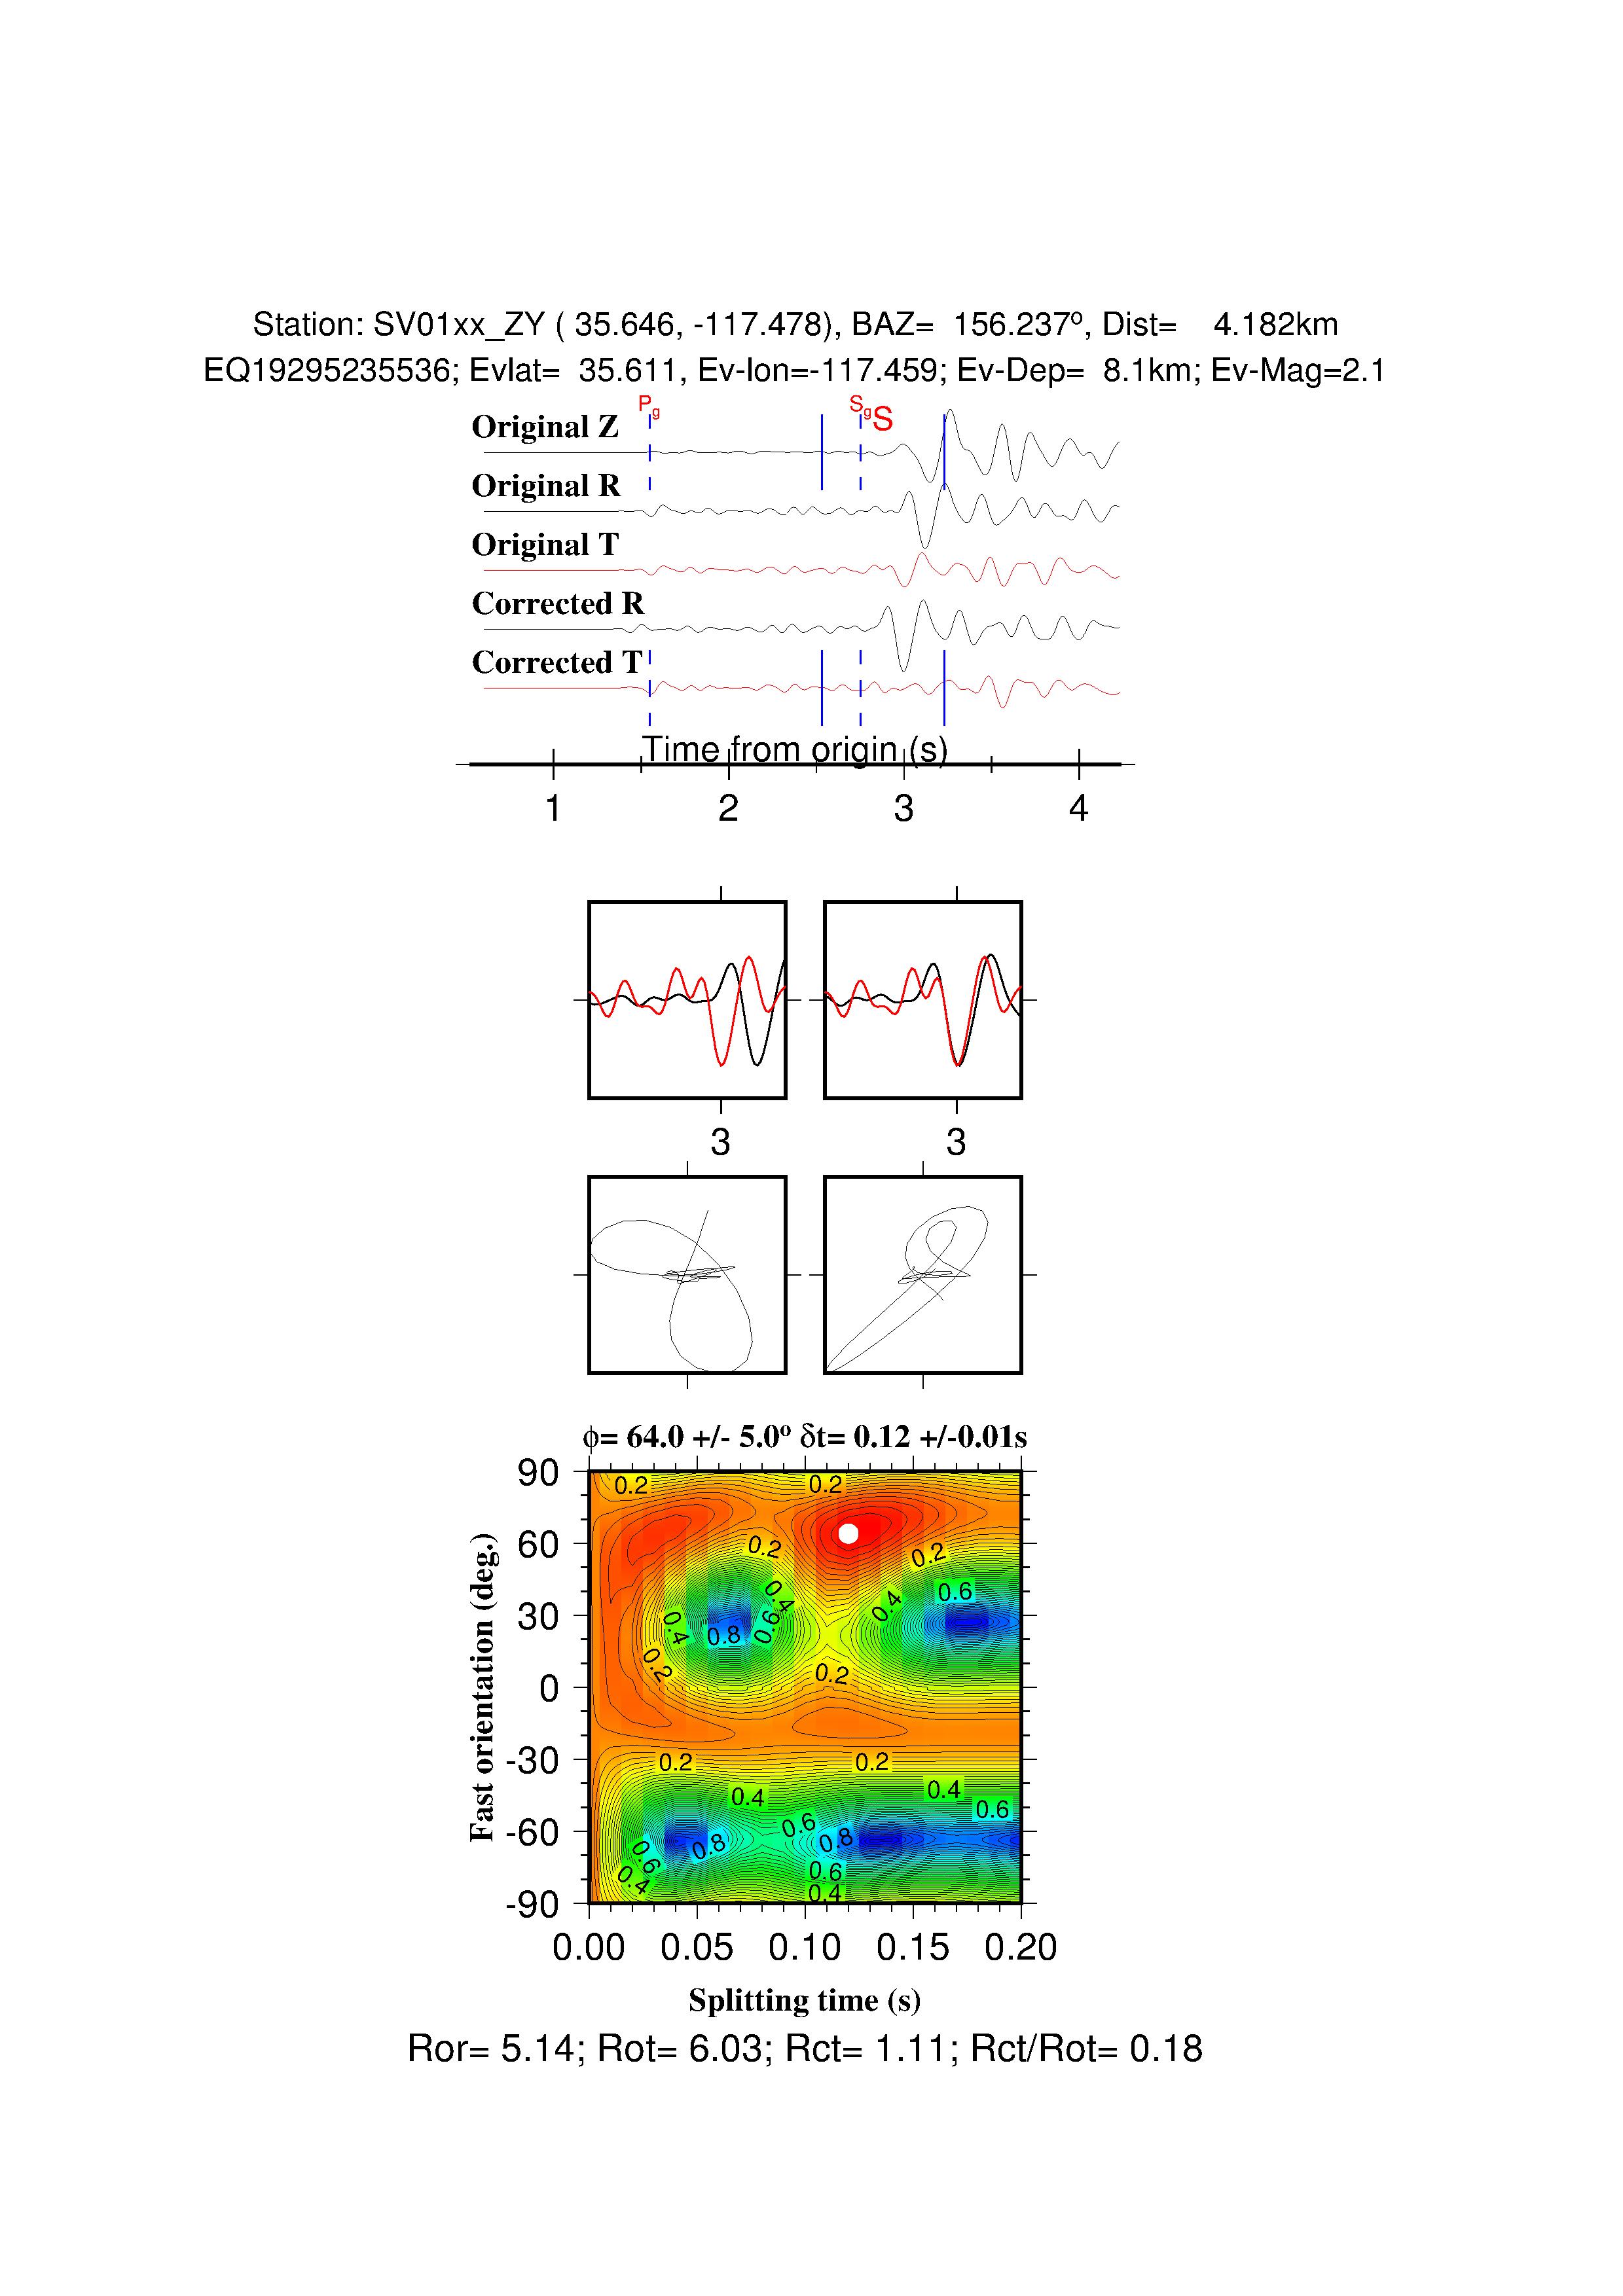 Station: SV01xx_ZY ( 35.646, -117.478), BAZ= 156.237º, Dist= 4.182km
EQ19295235536; Evlat= 35.611, Ev-lon=-117.459; Ev-Dep= 8.1km; Ev-Mag=2.1
Pg SgS
Original Z
Original R
Original T
Corrected R
Corrected T
Time from origin (s)
1 2 3 4
3 3
ϕ= 64.0 +/- 5.0º δt= 0.12 +/-0.01s
Fast orientation (deg.)
90
60
30
0
-30
-60
-90
0.2 0.2
0.2 0.2
0.4 0.4 0.6
0.4 0.8 0.6
0.2 0.2
0.2 0.2
0.4 0.4 0.6
0.6 0.8 0.6 0.8
0.4 0.6
0.4
0.00 0.05 0.10 0.15 0.20
Splitting time (s)
Ror= 5.14; Rot= 6.03; Rct= 1.11; Rct/Rot= 0.18